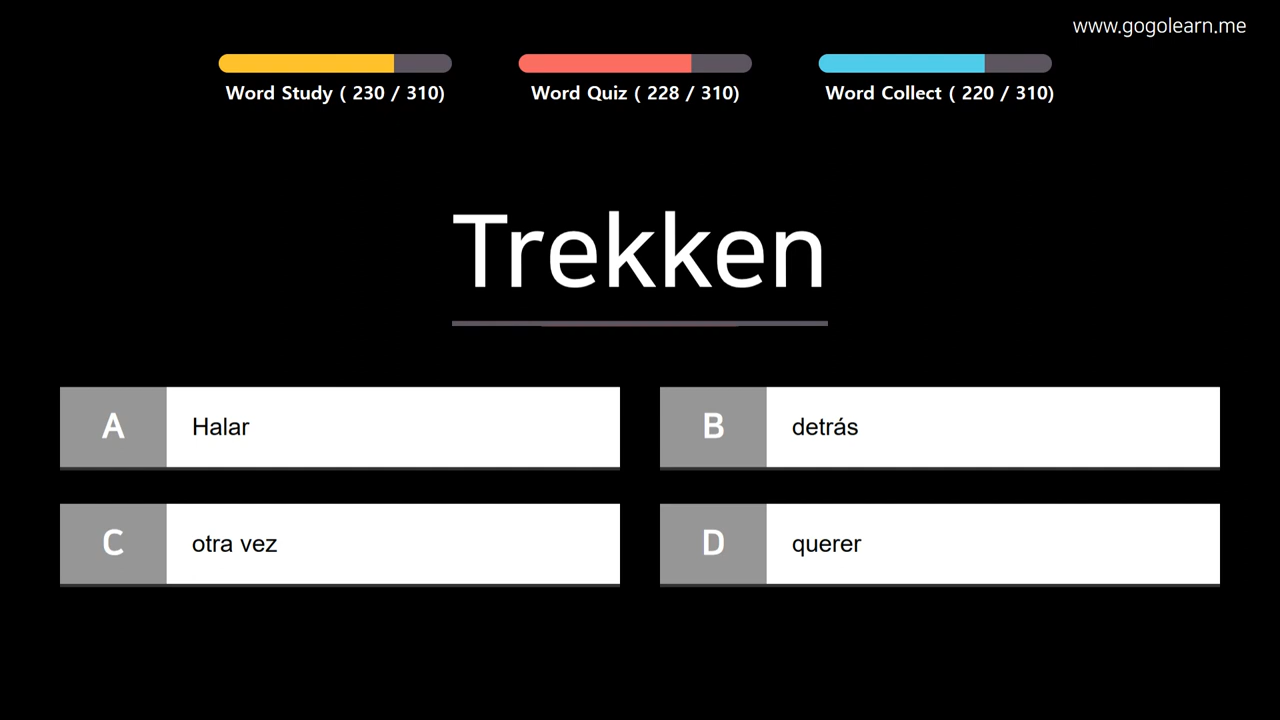 www.gogolearn.me
Word Study ( 230 / 310)
Word Quiz ( 228 / 310)
Word Collect ( 220 / 310)
Trekken
A Halar
B detrás
C otra vez
D querer